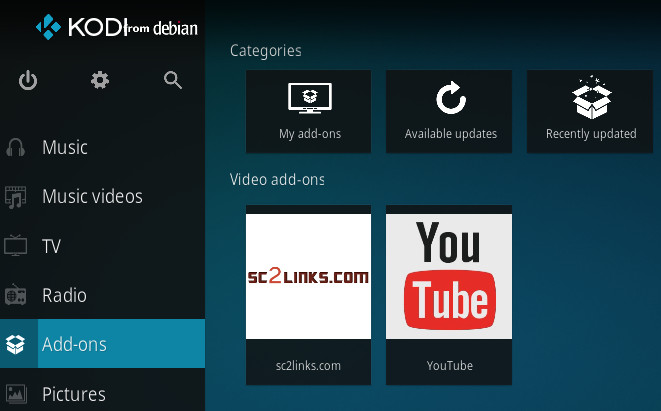 KODI from debian
Categories
My add-ons
Available updates
Recently updated
Music
Music videos
TV
Radio
Add-ons
Pictures
Video add-ons
sc2links.com
sc2links.com
You
Tube
YouTube